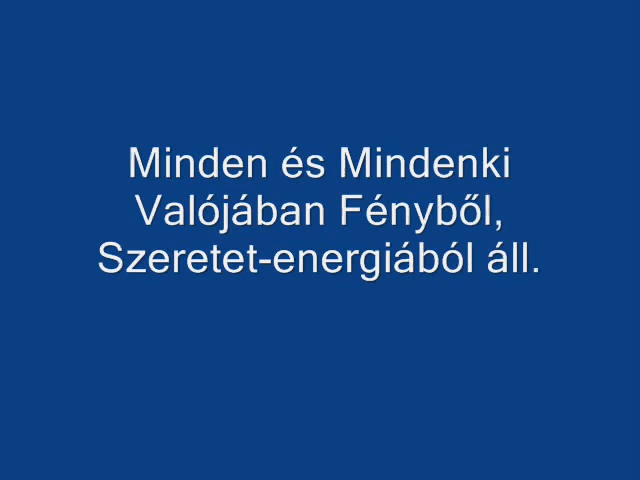 Minden és Mindenki
Valójában Fényből,
Szeretet-energiából áll.